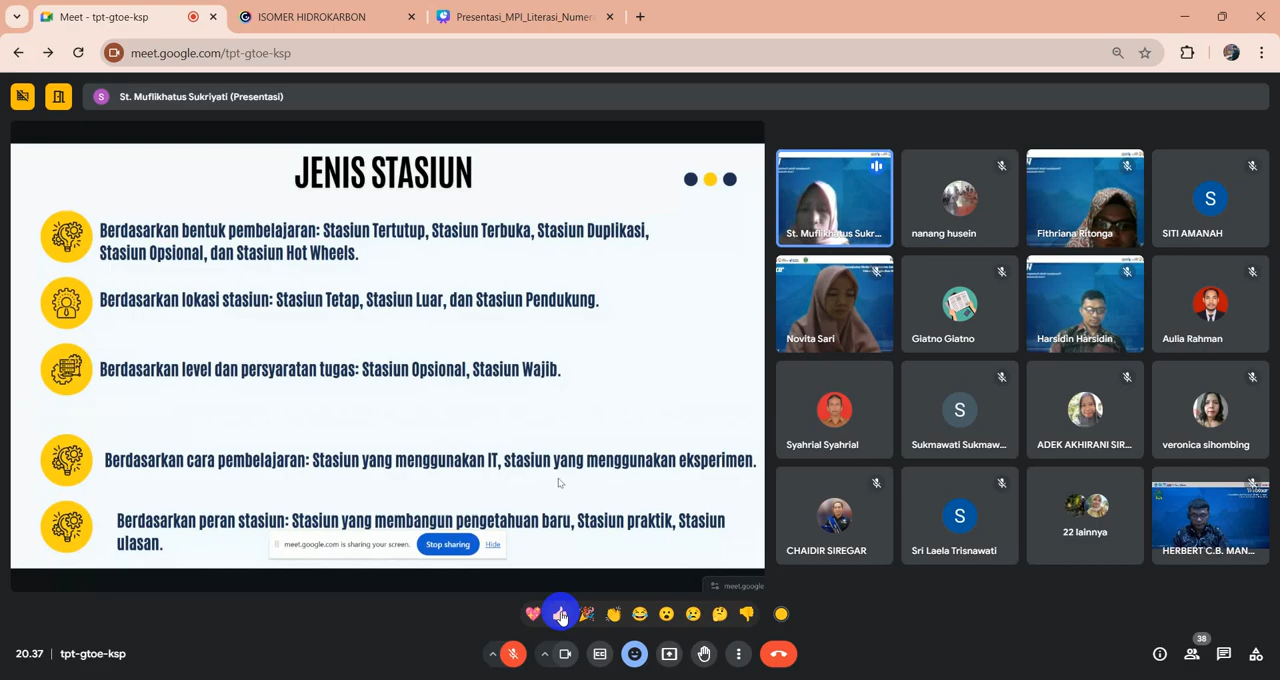 Meet - tpt-gtoe-ksp
ISOMER HIDROKARBON
Presentasi_MPI_Literasi_Numera
meet.google.com/tpt-gtoe-ksp
S
St. Muflikhatus Sukriyati (Presentasi)
JENIS STASIUN
Berdasarkan bentuk pembelajaran: Stasiun Tertutup, Stasiun Terbuka, Stasiun Duplikasi,
Stasiun Opsional, dan Stasiun Hot Wheels.
Berdasarkan lokasi stasiun: Stasiun Tetap, Stasiun Luar, dan Stasiun Pendukung.
Berdasarkan level dan persyaratan tugas: Stasiun Opsional, Stasiun Wajib.
Berdasarkan cara pembelajaran: Stasiun yang menggunakan IT, stasiun yang menggunakan eksperimen.
Berdasarkan peran stasiun: Stasiun yang membangun pengetahuan baru, Stasiun praktik, Stasiun
ulasan.
meet.google.com is sharing your screen.
Stop sharing
Hide
meet.google
St. Muflikhatus Sukr...
nanang husein
Fithriana Ritonga
S
SITI AMANAH
Novita Sari
Giatno Giatno
Harsidin Harsidin
Aulia Rahman
Syahrial Syahrial
S
Sukmawati Sukmaw...
ADEK AKHIRANI SIR...
veronica sihombing
CHAIDIR SIREGAR
S
Sri Laela Trisnawati
22 lainnya
HERBERT C.B. MAN...
20.37
tpt-gtoe-ksp
38